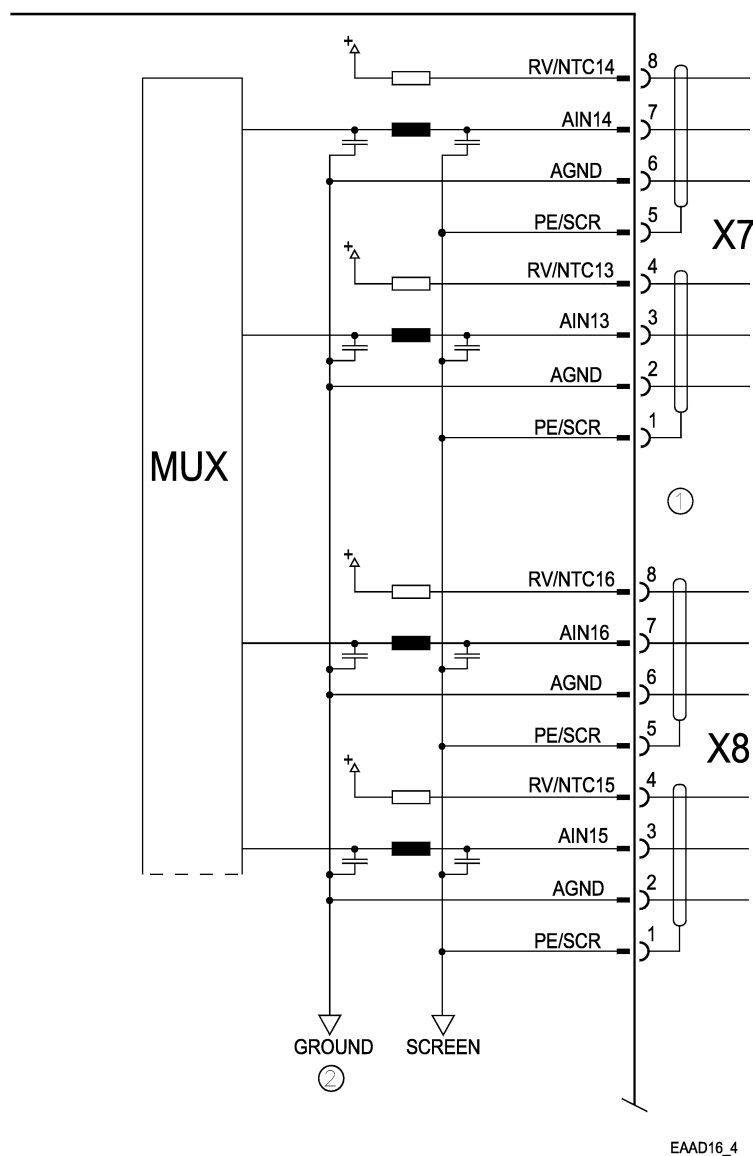 +
RV/NTC14 8
AIN14 7
AGND 6
PE/SCR 5
X7
+
RV/NTC13 4
AIN13 3
AGND 2
PE/SCR 1
MUX
1
+
RV/NTC16 8
AIN16 7
AGND 6
PE/SCR 5
X8
+
RV/NTC15 4
AIN15 3
AGND 2
PE/SCR 1
GROUND SCREEN
2
EAAD16_4